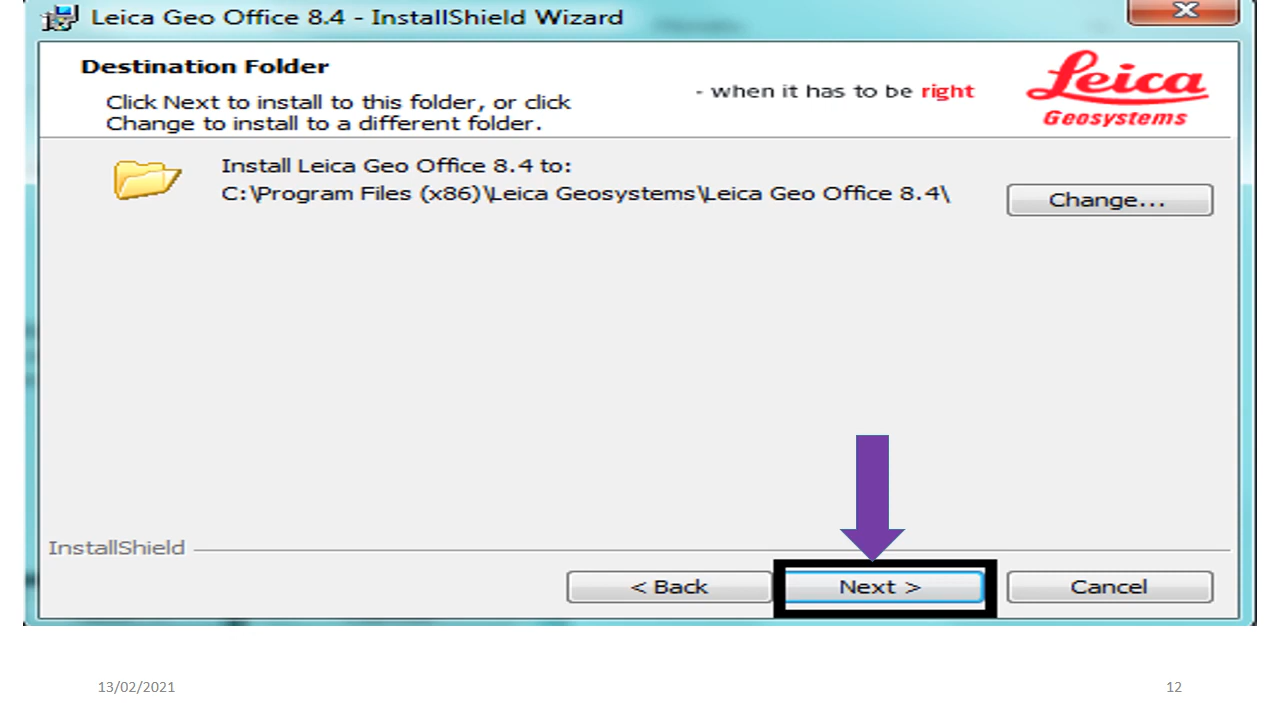 Leica Geo Office 8.4 - InstallShield Wizard
Destination Folder
Click Next to install to this folder, or click
Change to install to a different folder.
- when it has to be right
Leica
Geosystems
Install Leica Geo Office 8.4 to:
C:\Program Files (x86)\Leica Geosystems\Leica Geo Office 8.4\
Change...
InstallShield
< Back
Next >
Cancel
13/02/2021
12